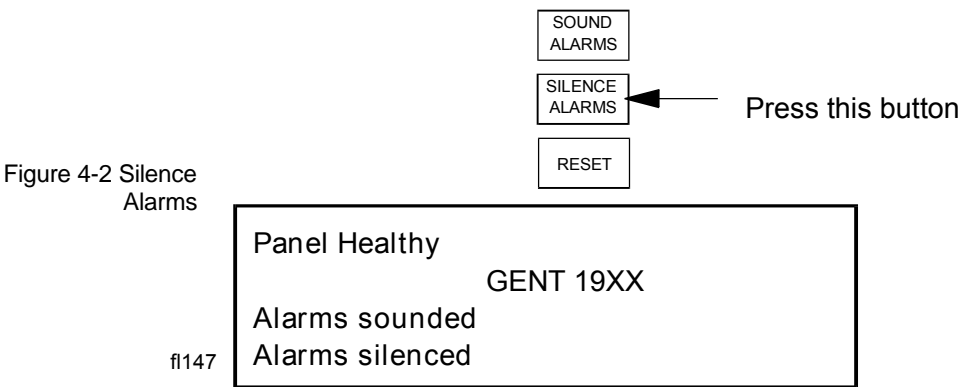 SOUND
ALARMS
SILENCE
ALARMS
Press this button
RESET
Figure 4-2 Silence
Alarms
Panel Healthy
GENT 19XX
Alarms sounded
Alarms silenced
fl147